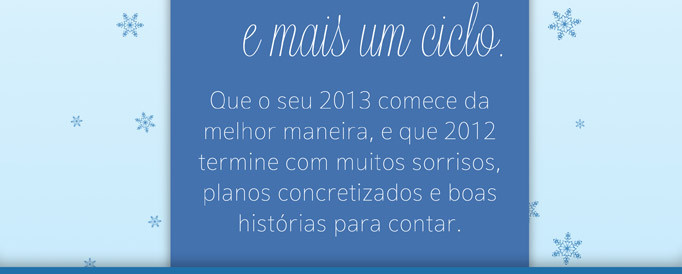 e mais um ciclo.
Que o seu 2013 comece da
melhor maneira, e que 2012
termine com muitos sorrisos,
planos concretizados e boas
histórias para contar.